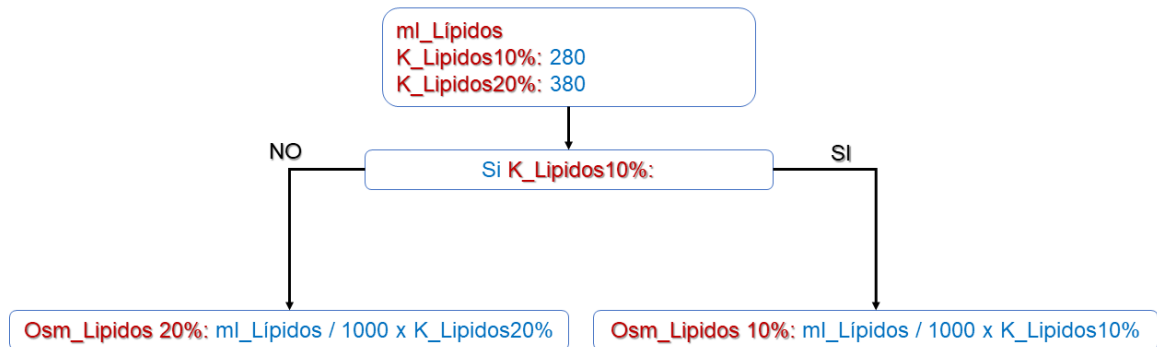 ml_Lípidos
K_Lipidos10%: 280
K_Lipidos20%: 380
NO
Si K_Lipidos10%:
SI
Osm_Lipidos 20%: ml_Lípidos / 1000 x K_Lipidos20%
Osm_Lipidos 10%: ml_Lípidos / 1000 x K_Lipidos10%